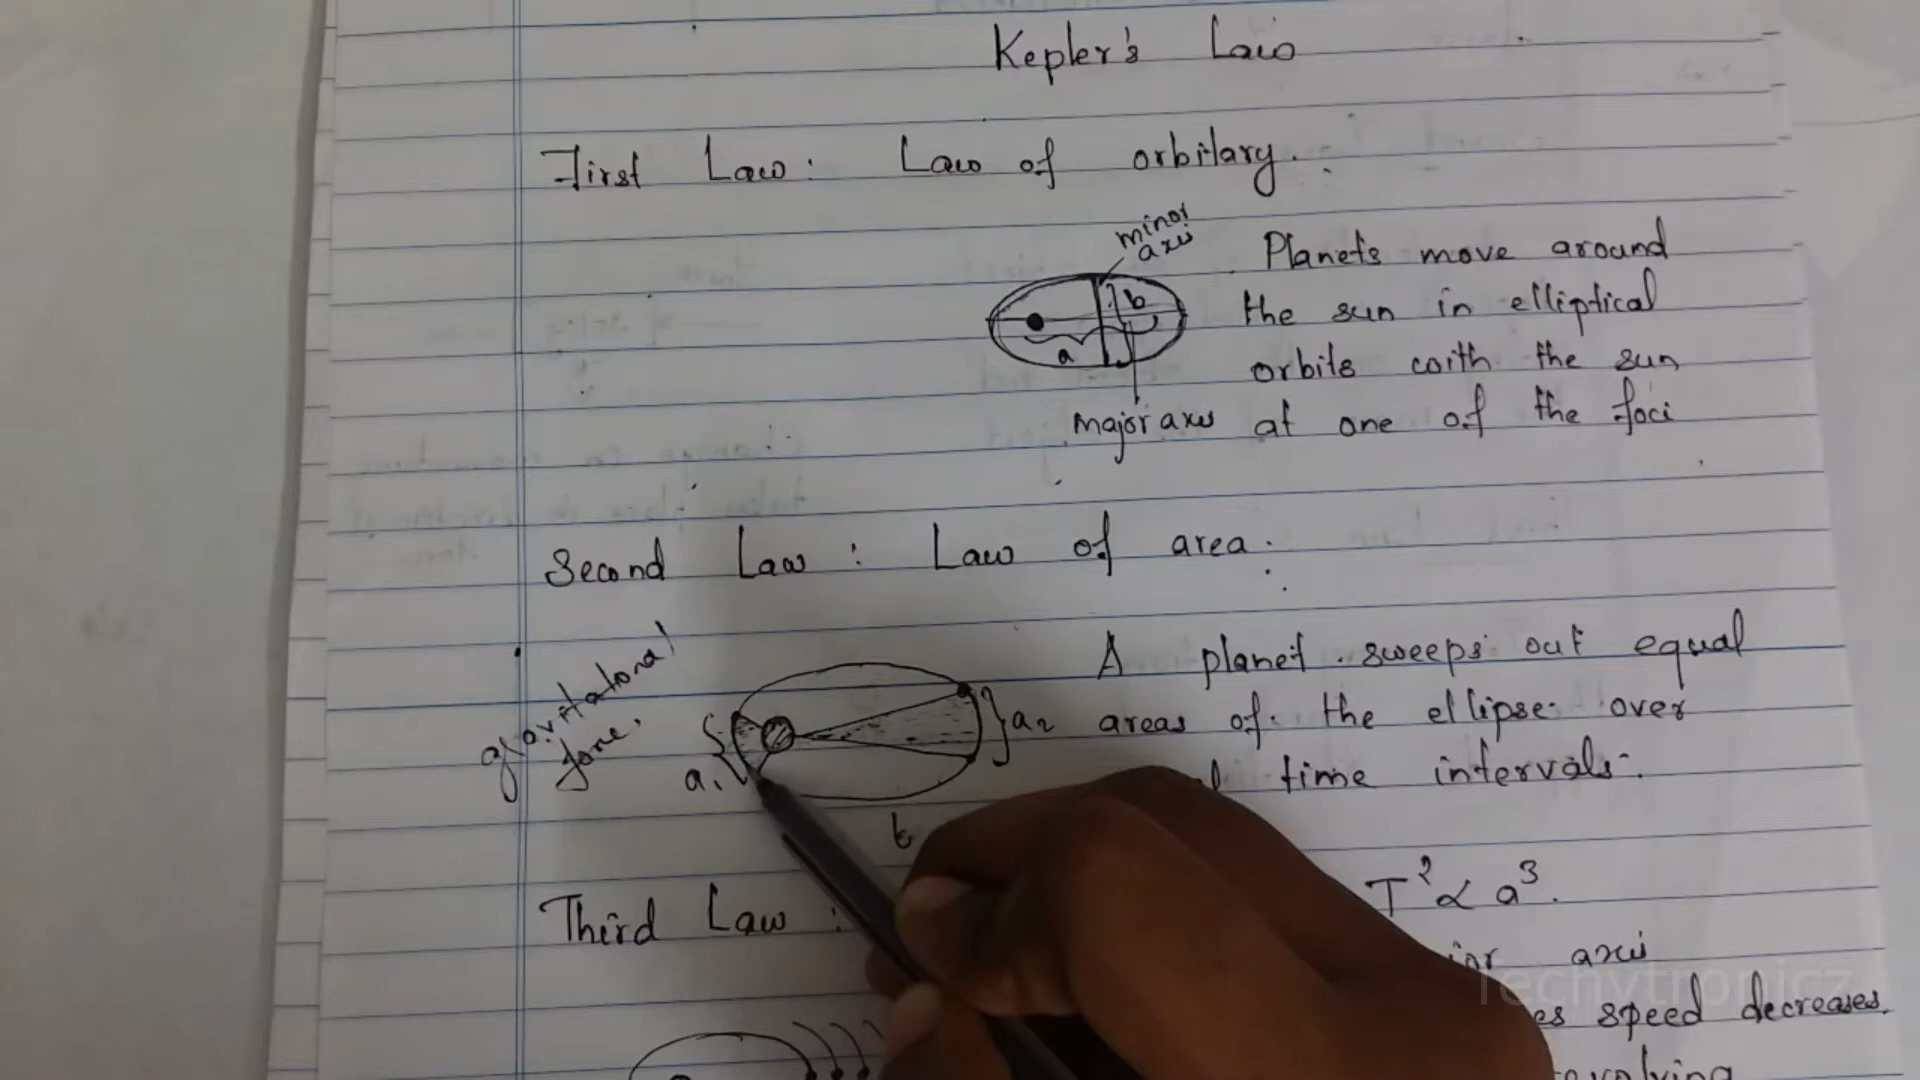 Kepler's Law
First Law: Law of orbitary.
minor
axis
Planets move around
b
the sun in elliptical
a
orbits with the sun
Major axis
at one of the foci
Second Law: Law of area.
gravitational
force.
A planet sweeps out equal
a2
areas of the ellipse over
a1
time intervals.
t
T² ∝ a³.
Third Law:
axis
Techytronicz
speed decreases.